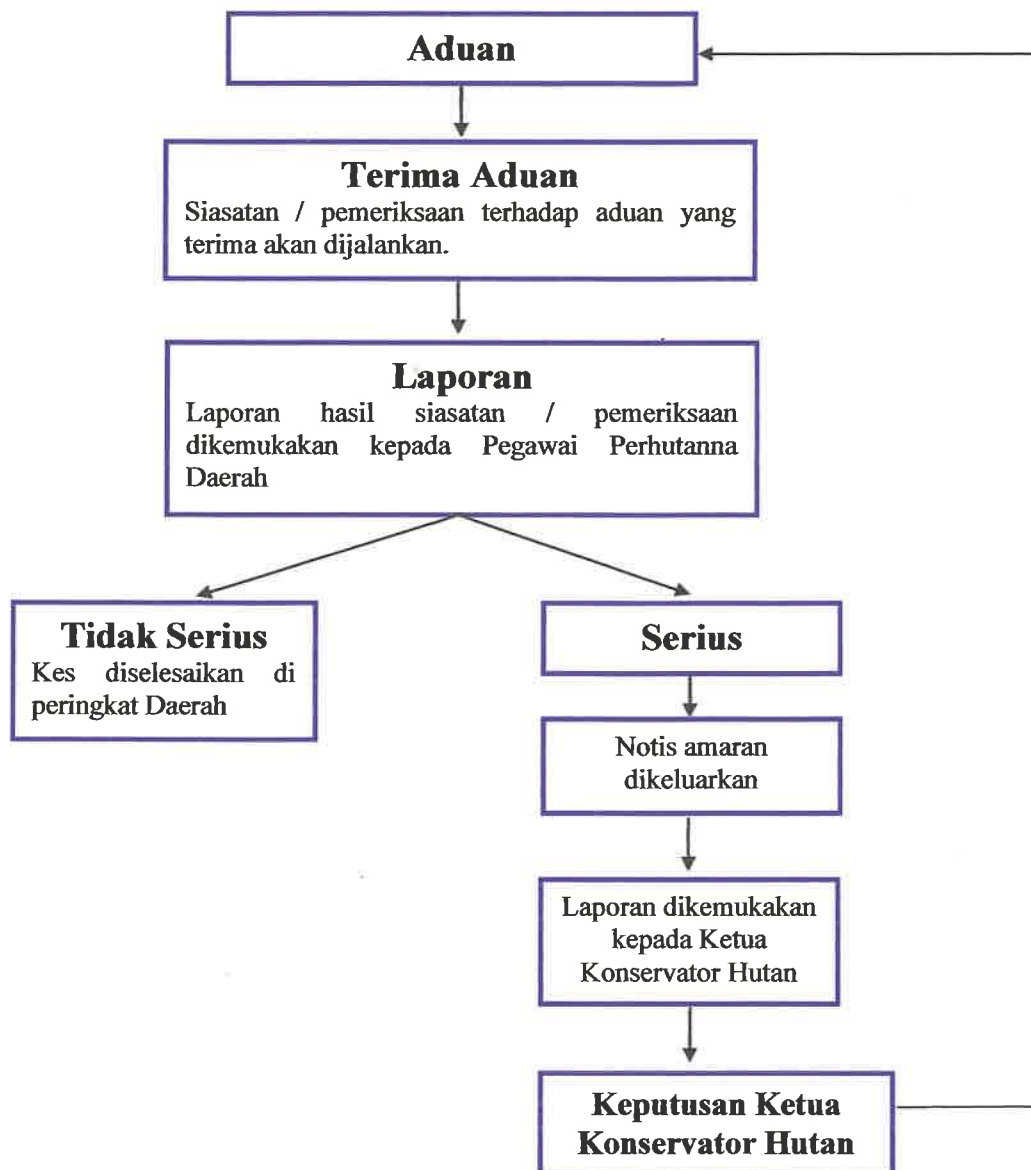 Aduan
Terima Aduan
Siasatan / pemeriksaan terhadap aduan yang
terima akan dijalankan.
Laporan
Laporan hasil siasatan / pemeriksaan
dikemukakan kepada Pegawai Perhutanna
Daerah
Tidak Serius
Kes diselesaikan di
peringkat Daerah
Serius
Notis amaran
dikeluarkan
Laporan dikemukakan
kepada Ketua
Konservator Hutan
Keputusan Ketua
Konservator Hutan